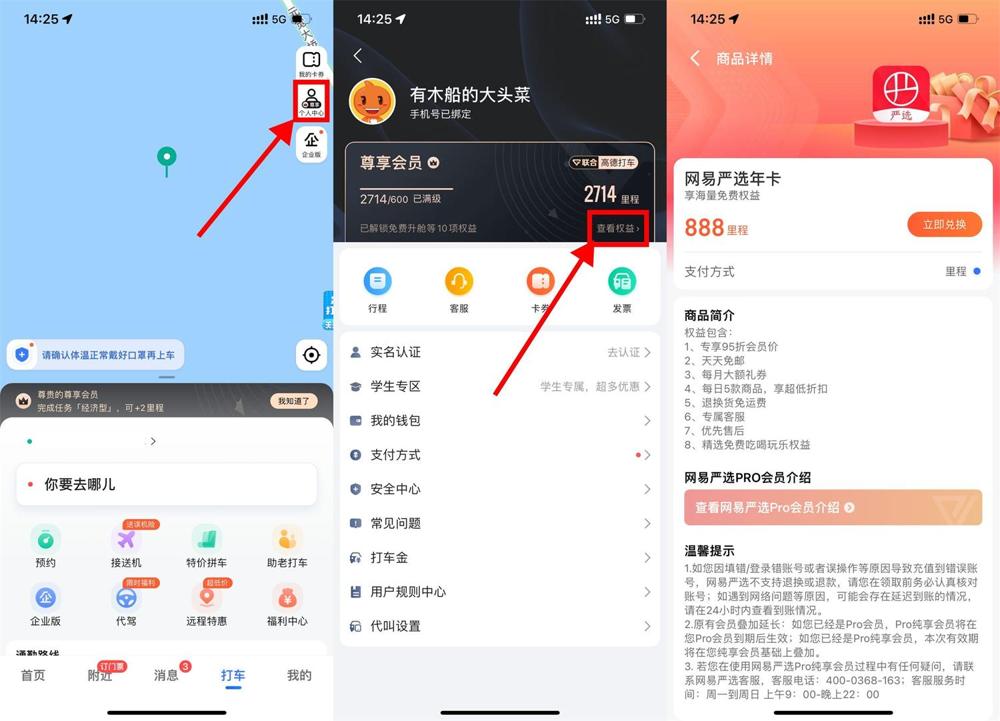 14:25
5G
我的卡券
个人中心
企业版
请确认体温正常戴好口罩再上车
尊贵的尊享会员
完成任务「经济型」，可+2里程
我知道了
你要去哪儿
送误机险
预约
接送机
特价拼车
助老打车
限时福利
超低价
企业版
代驾
远程特惠
福利中心
通勤路线
订门票
3
首页
附近
消息
打车
我的
14:25
5G
有木船的大头菜
手机号已绑定
尊享会员
联合 高德打车
2714/600 已满级
2714 里程
已解锁免费升舱等10项权益
查看权益
行程
客服
卡券
发票
实名认证
去认证
学生专区
学生专属，超多优惠
我的钱包
支付方式
安全中心
常见问题
打车金
用户规则中心
代叫设置
14:25
5G
商品详情
严选
网易严选年卡
享海量免费权益
888里程
立即兑换
支付方式
里程
商品简介
权益包含：
1、专享95折会员价
2、天天免邮
3、每月大额礼券
4、每日5款商品，享超低折扣
5、退换货免运费
6、专属客服
7、优先售后
8、精选免费吃喝玩乐权益
网易严选PRO会员介绍
查看网易严选Pro会员介绍
温馨提示
1.如您因填错/登录错账号或者误操作等原因导致充值到错误账
号，网易严选不支持退换或退款，请您在领取前务必认真核对
账号；如遇到网络问题等原因，可能会存在延迟到账的情况，
请在24小时内查看到账情况。
2.原有会员叠加延长：如您已经是Pro会员，Pro纯享会员将在
您Pro会员到期后生效；如您已经是Pro纯享会员，本次有效期
将在您纯享会员基础上叠加。
3. 若您在使用网易严选Pro纯享会员过程中有任何疑问，请联
系网易严选客服，客服电话：400-0368-163；客服服务时
间：周一到周日 上午9：00-晚上22：00